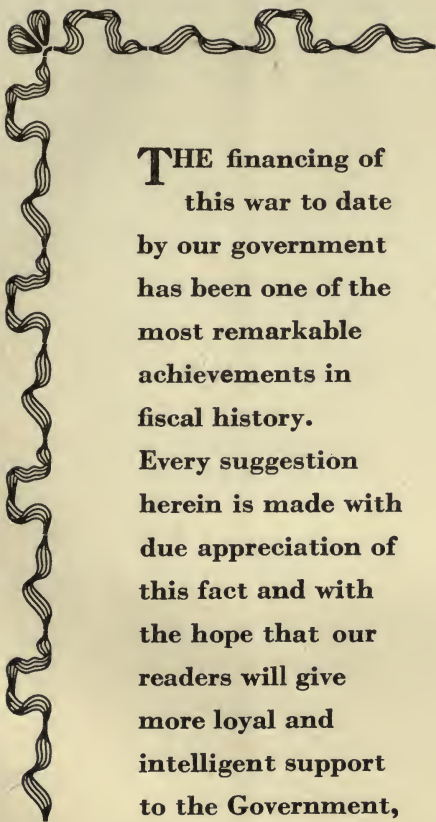 THE financing of
this war to date
by our government
has been one of the
most remarkable
achievements in
fiscal history.
Every suggestion
herein is made with
due appreciation of
this fact and with
the hope that our
readers will give
more loyal and
intelligent support
to the Government,